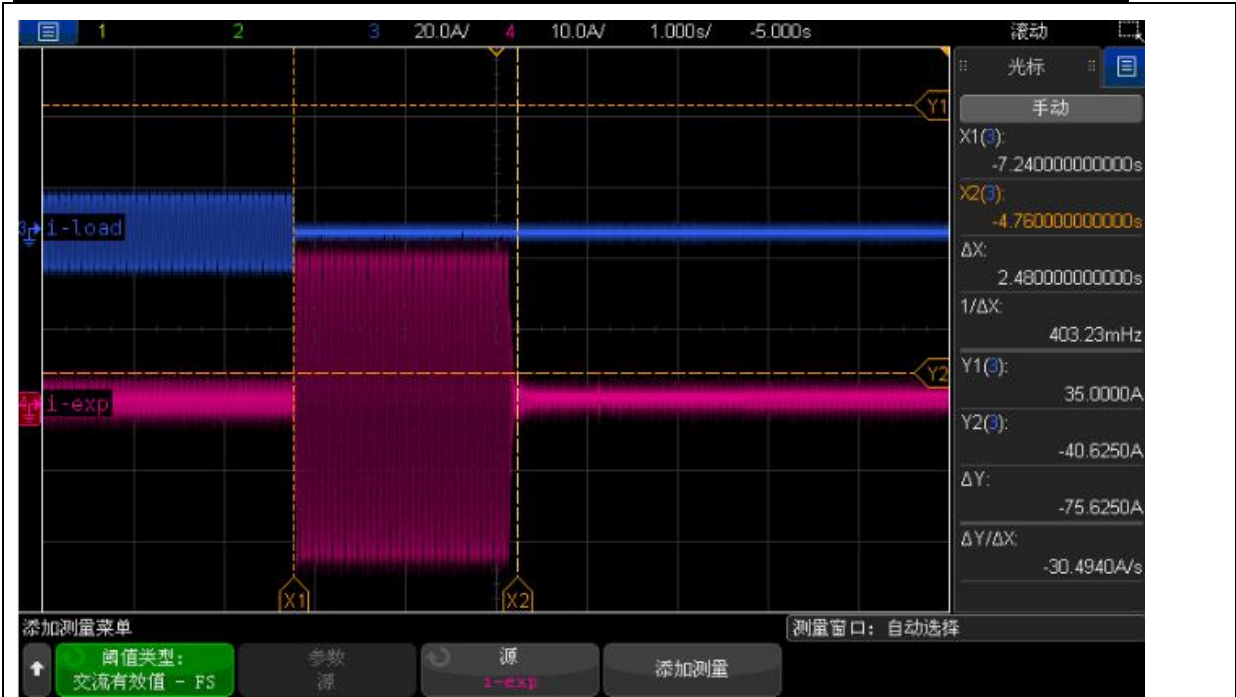 1 2 3 20.0A/ 4 10.0A/ 1.000s/ -5.000s 滚动
光标
手动
Y1
X1(3):
-7.240000000000s
X2(3):
-4.760000000000s
3 i-load
ΔX:
2.480000000000s
1/ΔX:
403.23mHz
Y2
Y1(3):
35.0000A
4 i-exp
Y2(3):
-40.6250A
ΔY:
-75.6250A
ΔY/ΔX:
-30.4940A/s
X1 X2
添加测量菜单 测量窗口：自动选择
阈值类型： 参数 源 添加测量
交流有效值 - FS 源 i-exp